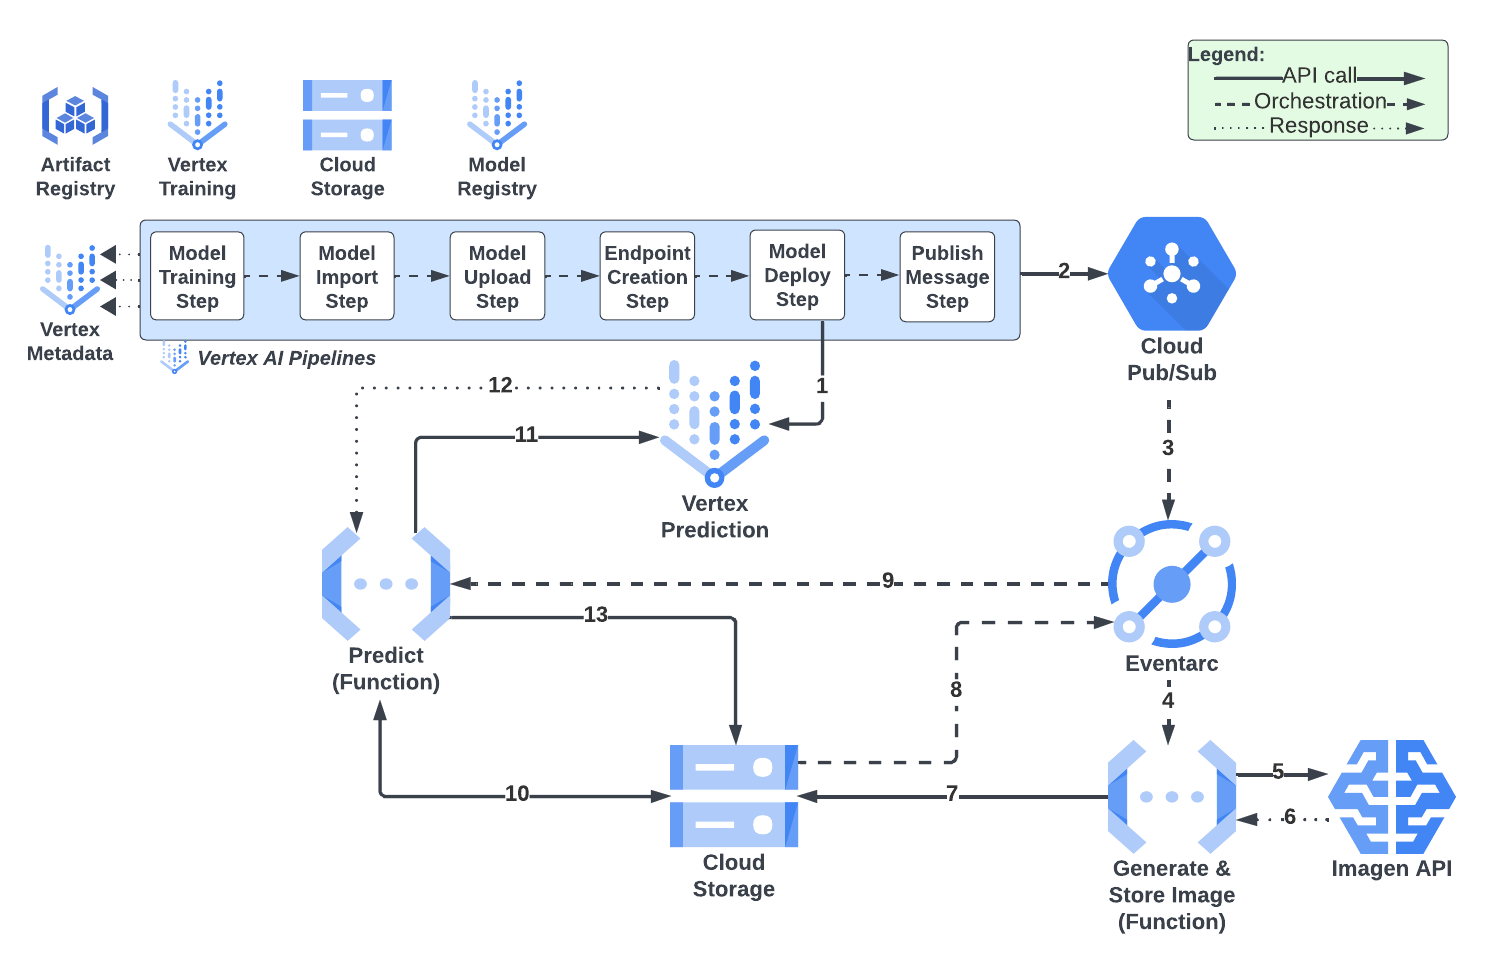 Legend:
API call
Orchestration
Response
Artifact
Registry
Vertex
Training
Cloud
Storage
Model
Registry
Model
Training
Step
Model
Import
Step
Model
Upload
Step
Endpoint
Creation
Step
Model
Deploy
Step
Publish
Message
Step
2
Vertex
Metadata
Vertex AI Pipelines
Cloud
Pub/Sub
12
1
11
3
Vertex
Prediction
9
13
Predict
(Function)
Eventarc
8
4
5
10
7
6
Cloud
Storage
Generate &
Store Image
(Function)
Imagen API